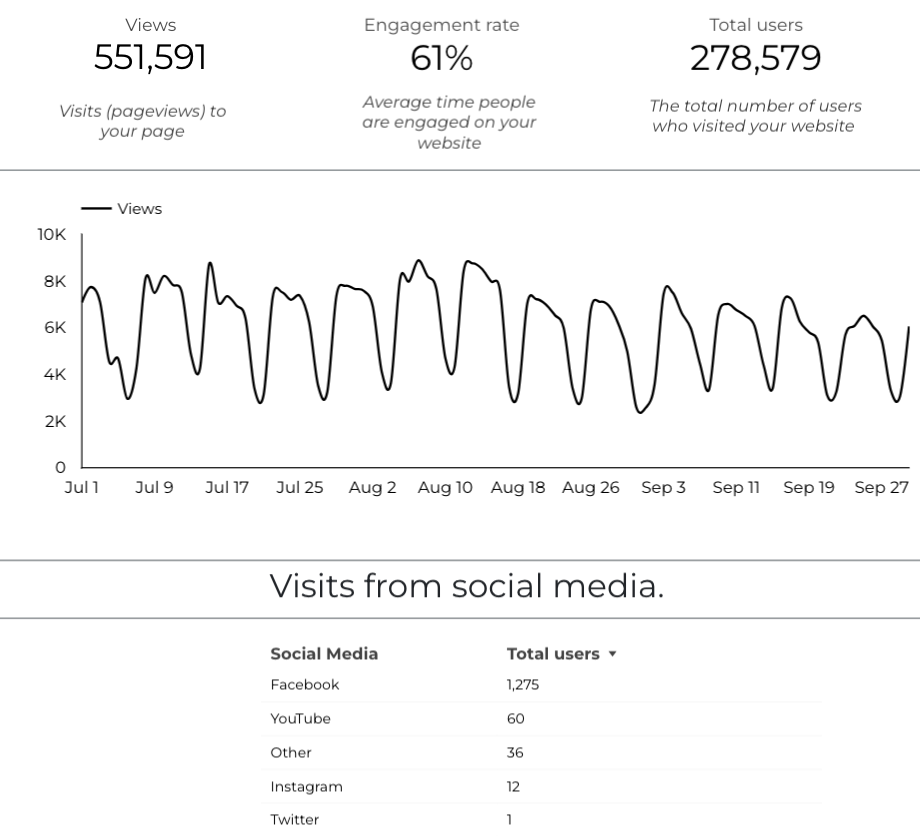 Views
551,591
Visits (pageviews) to
your page
Engagement rate
61%
Average time people
are engaged on your
website
Total users
278,579
The total number of users
who visited your website
Views
10K
8K
6K
4K
2K
0
Jul 1 Jul 9 Jul 17 Jul 25 Aug 2 Aug 10 Aug 18 Aug 26 Sep 3 Sep 11 Sep 19 Sep 27
Visits from social media.
Social Media Total users
Facebook 1,275
YouTube 60
Other 36
Instagram 12
Twitter 1